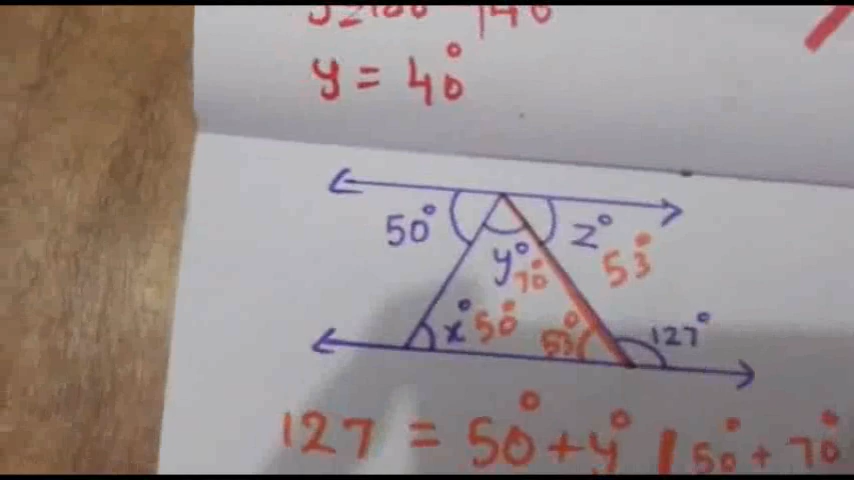 y = 40°
50° y° z°
70° 53°
x° 50° 53° 127°
127 = 50° + y° | 50° + 70°